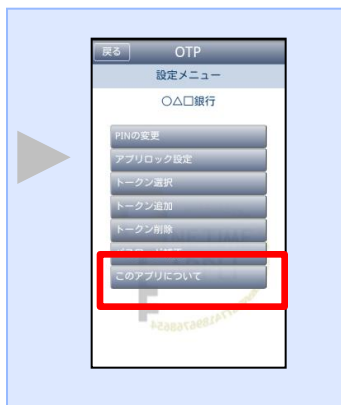 戻る
OTP
設定メニュー
○△□銀行
PINの変更
アプリロック設定
トークン選択
トークン追加
トークン削除
このアプリについて